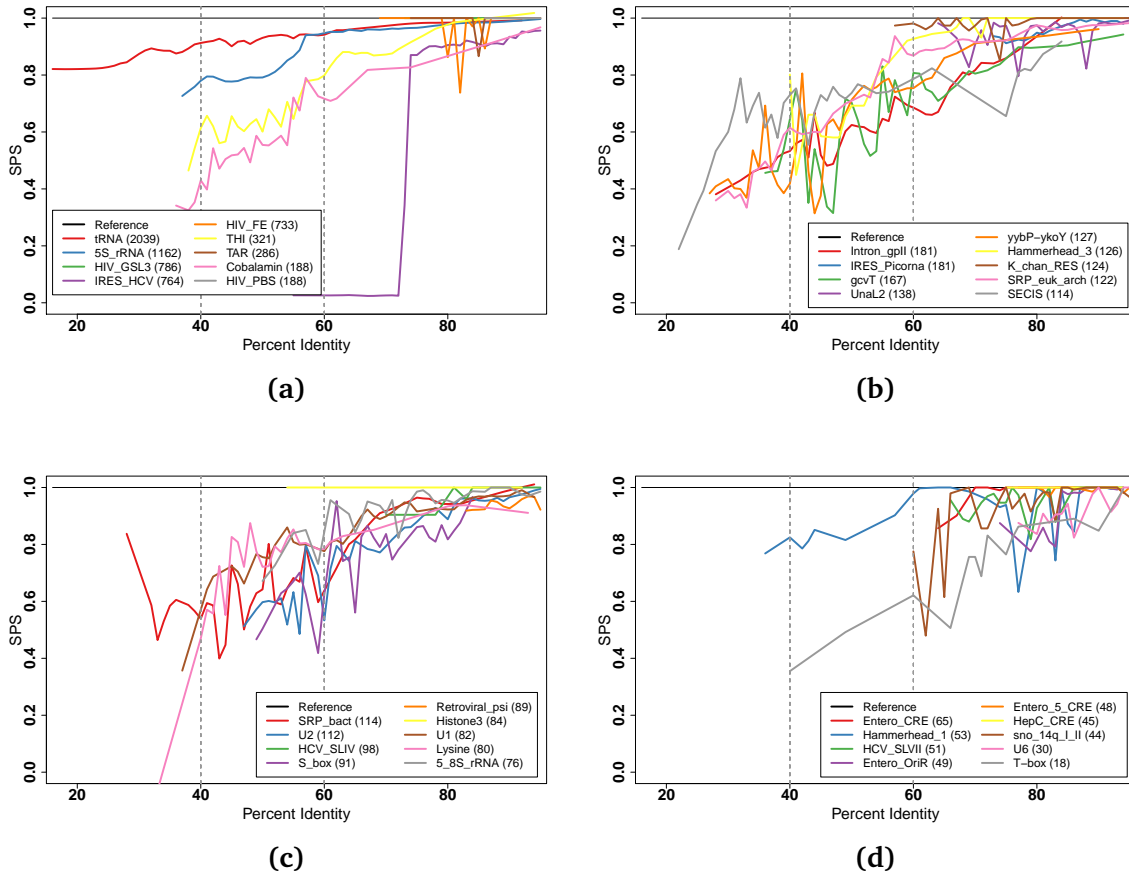 SPS
1.0
0.8
0.6
0.4
0.2
0.0
Reference
tRNA (2039)
5S_rRNA (1162)
HIV_GSL3 (786)
IRES_HCV (764)
HIV_FE (733)
THI (321)
TAR (286)
Cobalamin (188)
HIV_PBS (188)
20 40 60 80
Percent Identity
(a)
SPS
1.0
0.8
0.6
0.4
0.2
0.0
Reference
Intron_gpII (181)
IRES_Picorna (181)
gcvT (167)
UnaL2 (138)
yybP−ykoY (127)
Hammerhead_3 (126)
K_chan_RES (124)
SRP_euk_arch (122)
SECIS (114)
20 40 60 80
Percent Identity
(b)
SPS
1.0
0.8
0.6
0.4
0.2
0.0
Reference
SRP_bact (114)
U2 (112)
HCV_SLIV (98)
S_box (91)
Retroviral_psi (89)
Histone3 (84)
U1 (82)
Lysine (80)
5_8S_rRNA (76)
20 40 60 80
Percent Identity
(c)
SPS
1.0
0.8
0.6
0.4
0.2
0.0
Reference
Entero_CRE (65)
Hammerhead_1 (53)
HCV_SLVII (51)
Entero_OriR (49)
Entero_5_CRE (48)
HepC_CRE (45)
sno_14q_I_II (44)
U6 (30)
T−box (18)
20 40 60 80
Percent Identity
(d)